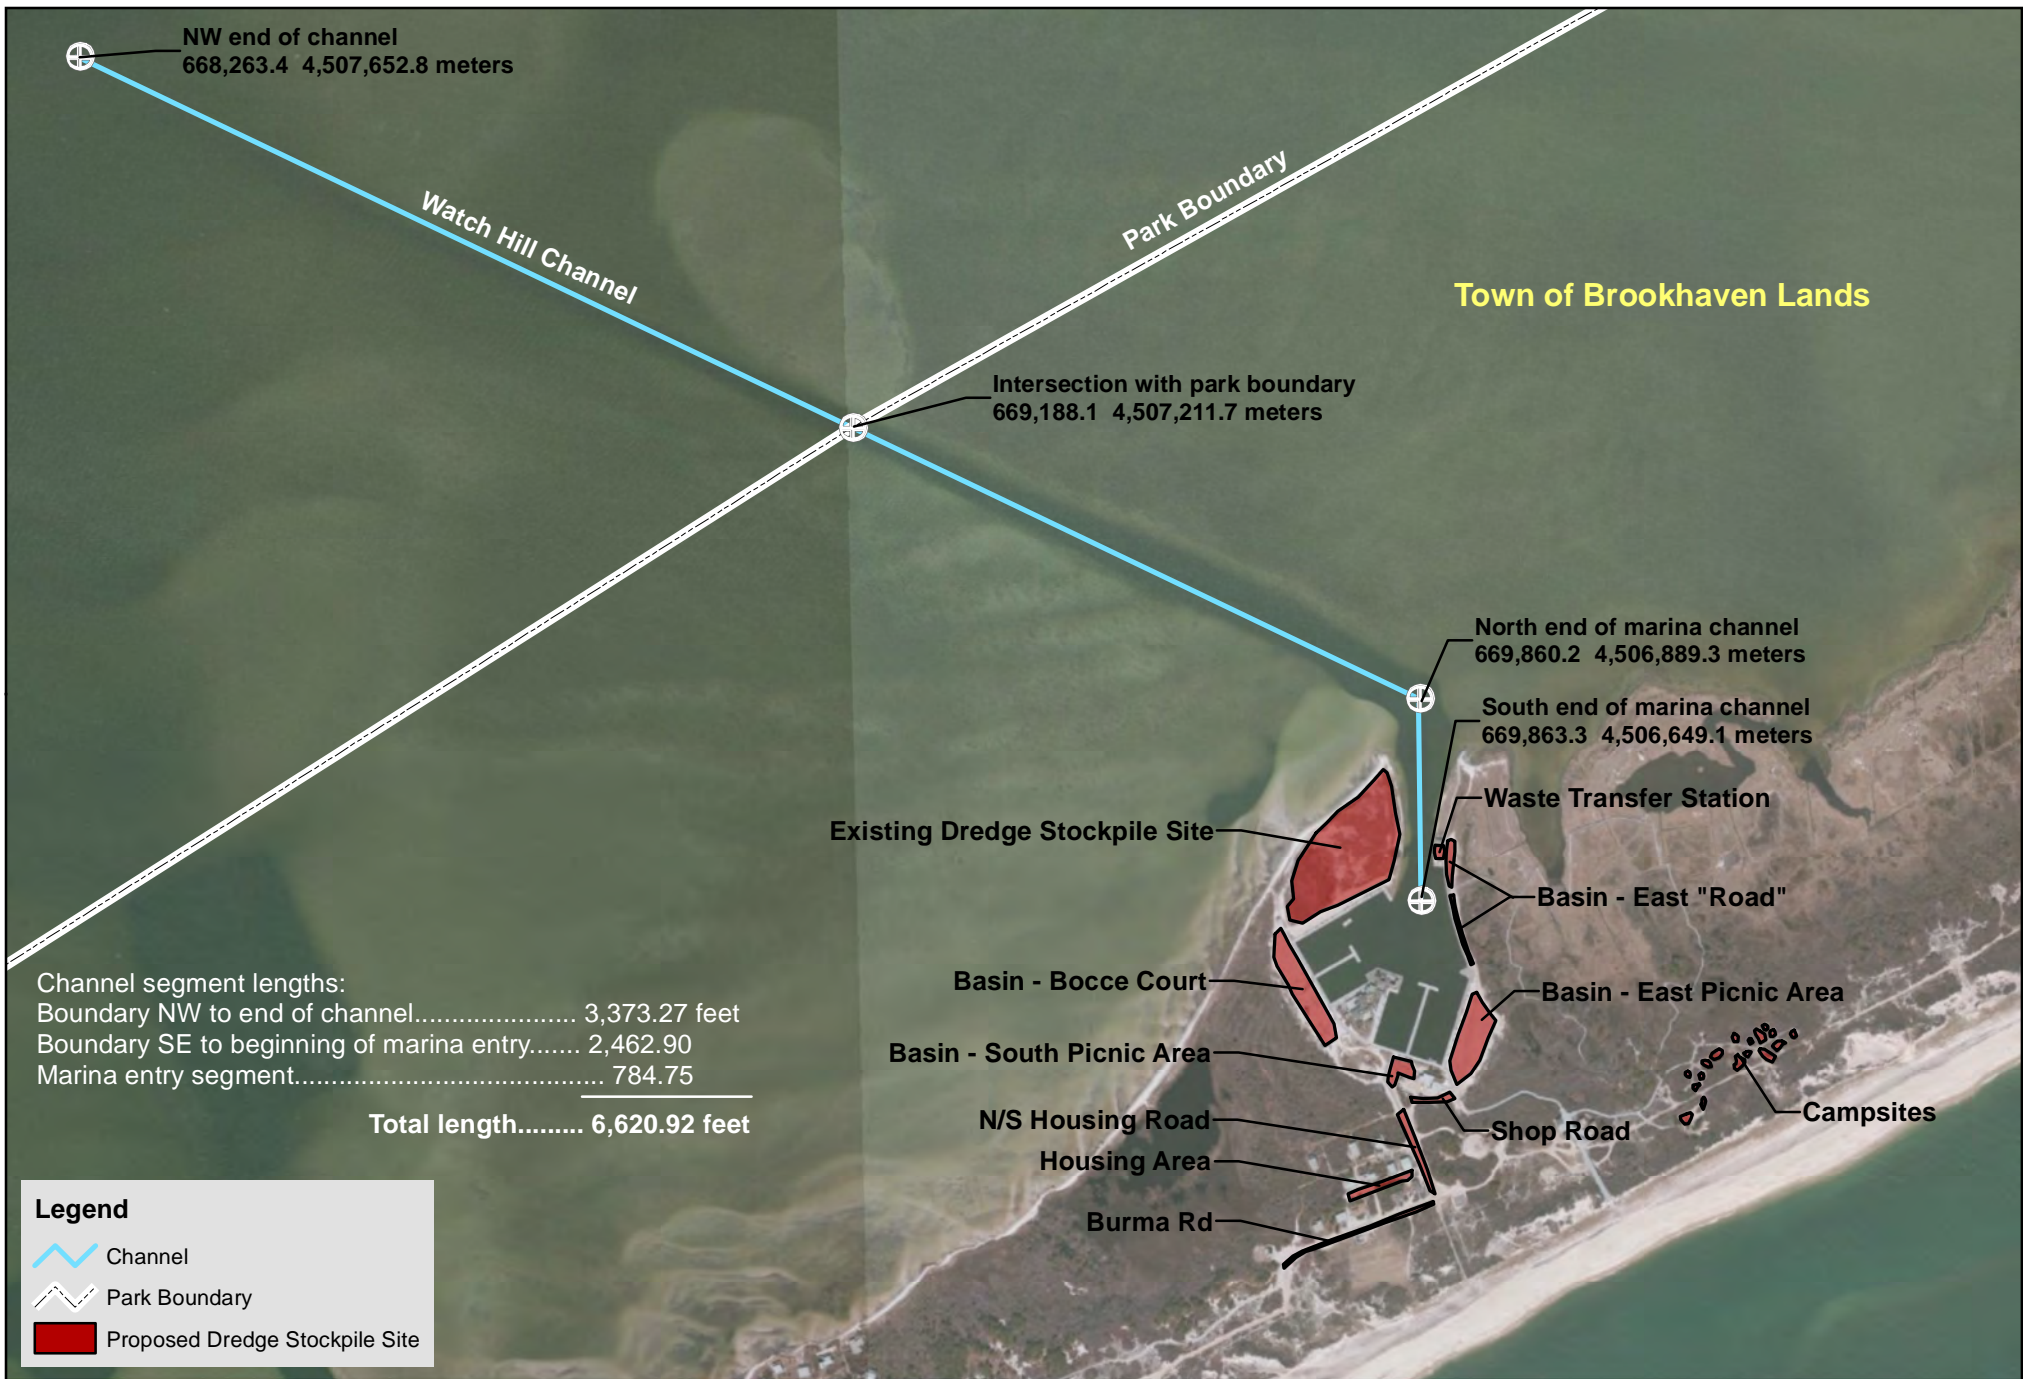 NW end of channel
668,263.4  4,507,652.8 meters
Watch Hill Channel
Park Boundary
Town of Brookhaven Lands
Intersection with park boundary
669,188.1  4,507,211.7 meters
North end of marina channel
669,860.2  4,506,889.3 meters
South end of marina channel
669,863.3  4,506,649.1 meters
Waste Transfer Station
Existing Dredge Stockpile Site
Basin - East "Road"
Basin - Bocce Court
Basin - East Picnic Area
Basin - South Picnic Area
Campsites
N/S Housing Road
Shop Road
Housing Area
Burma Rd
Channel segment lengths:
Boundary NW to end of channel..................... 3,373.27 feet
Boundary SE to beginning of marina entry....... 2,462.90
Marina entry segment........................................ 784.75
Total length......... 6,620.92 feet
Legend
Channel
Park Boundary
Proposed Dredge Stockpile Site